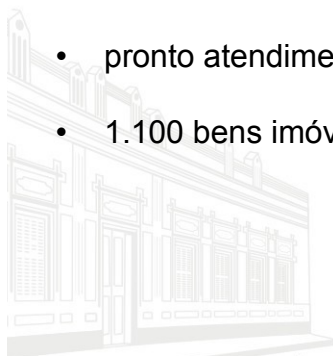 • pronto atendime
• 1.100 bens imóv